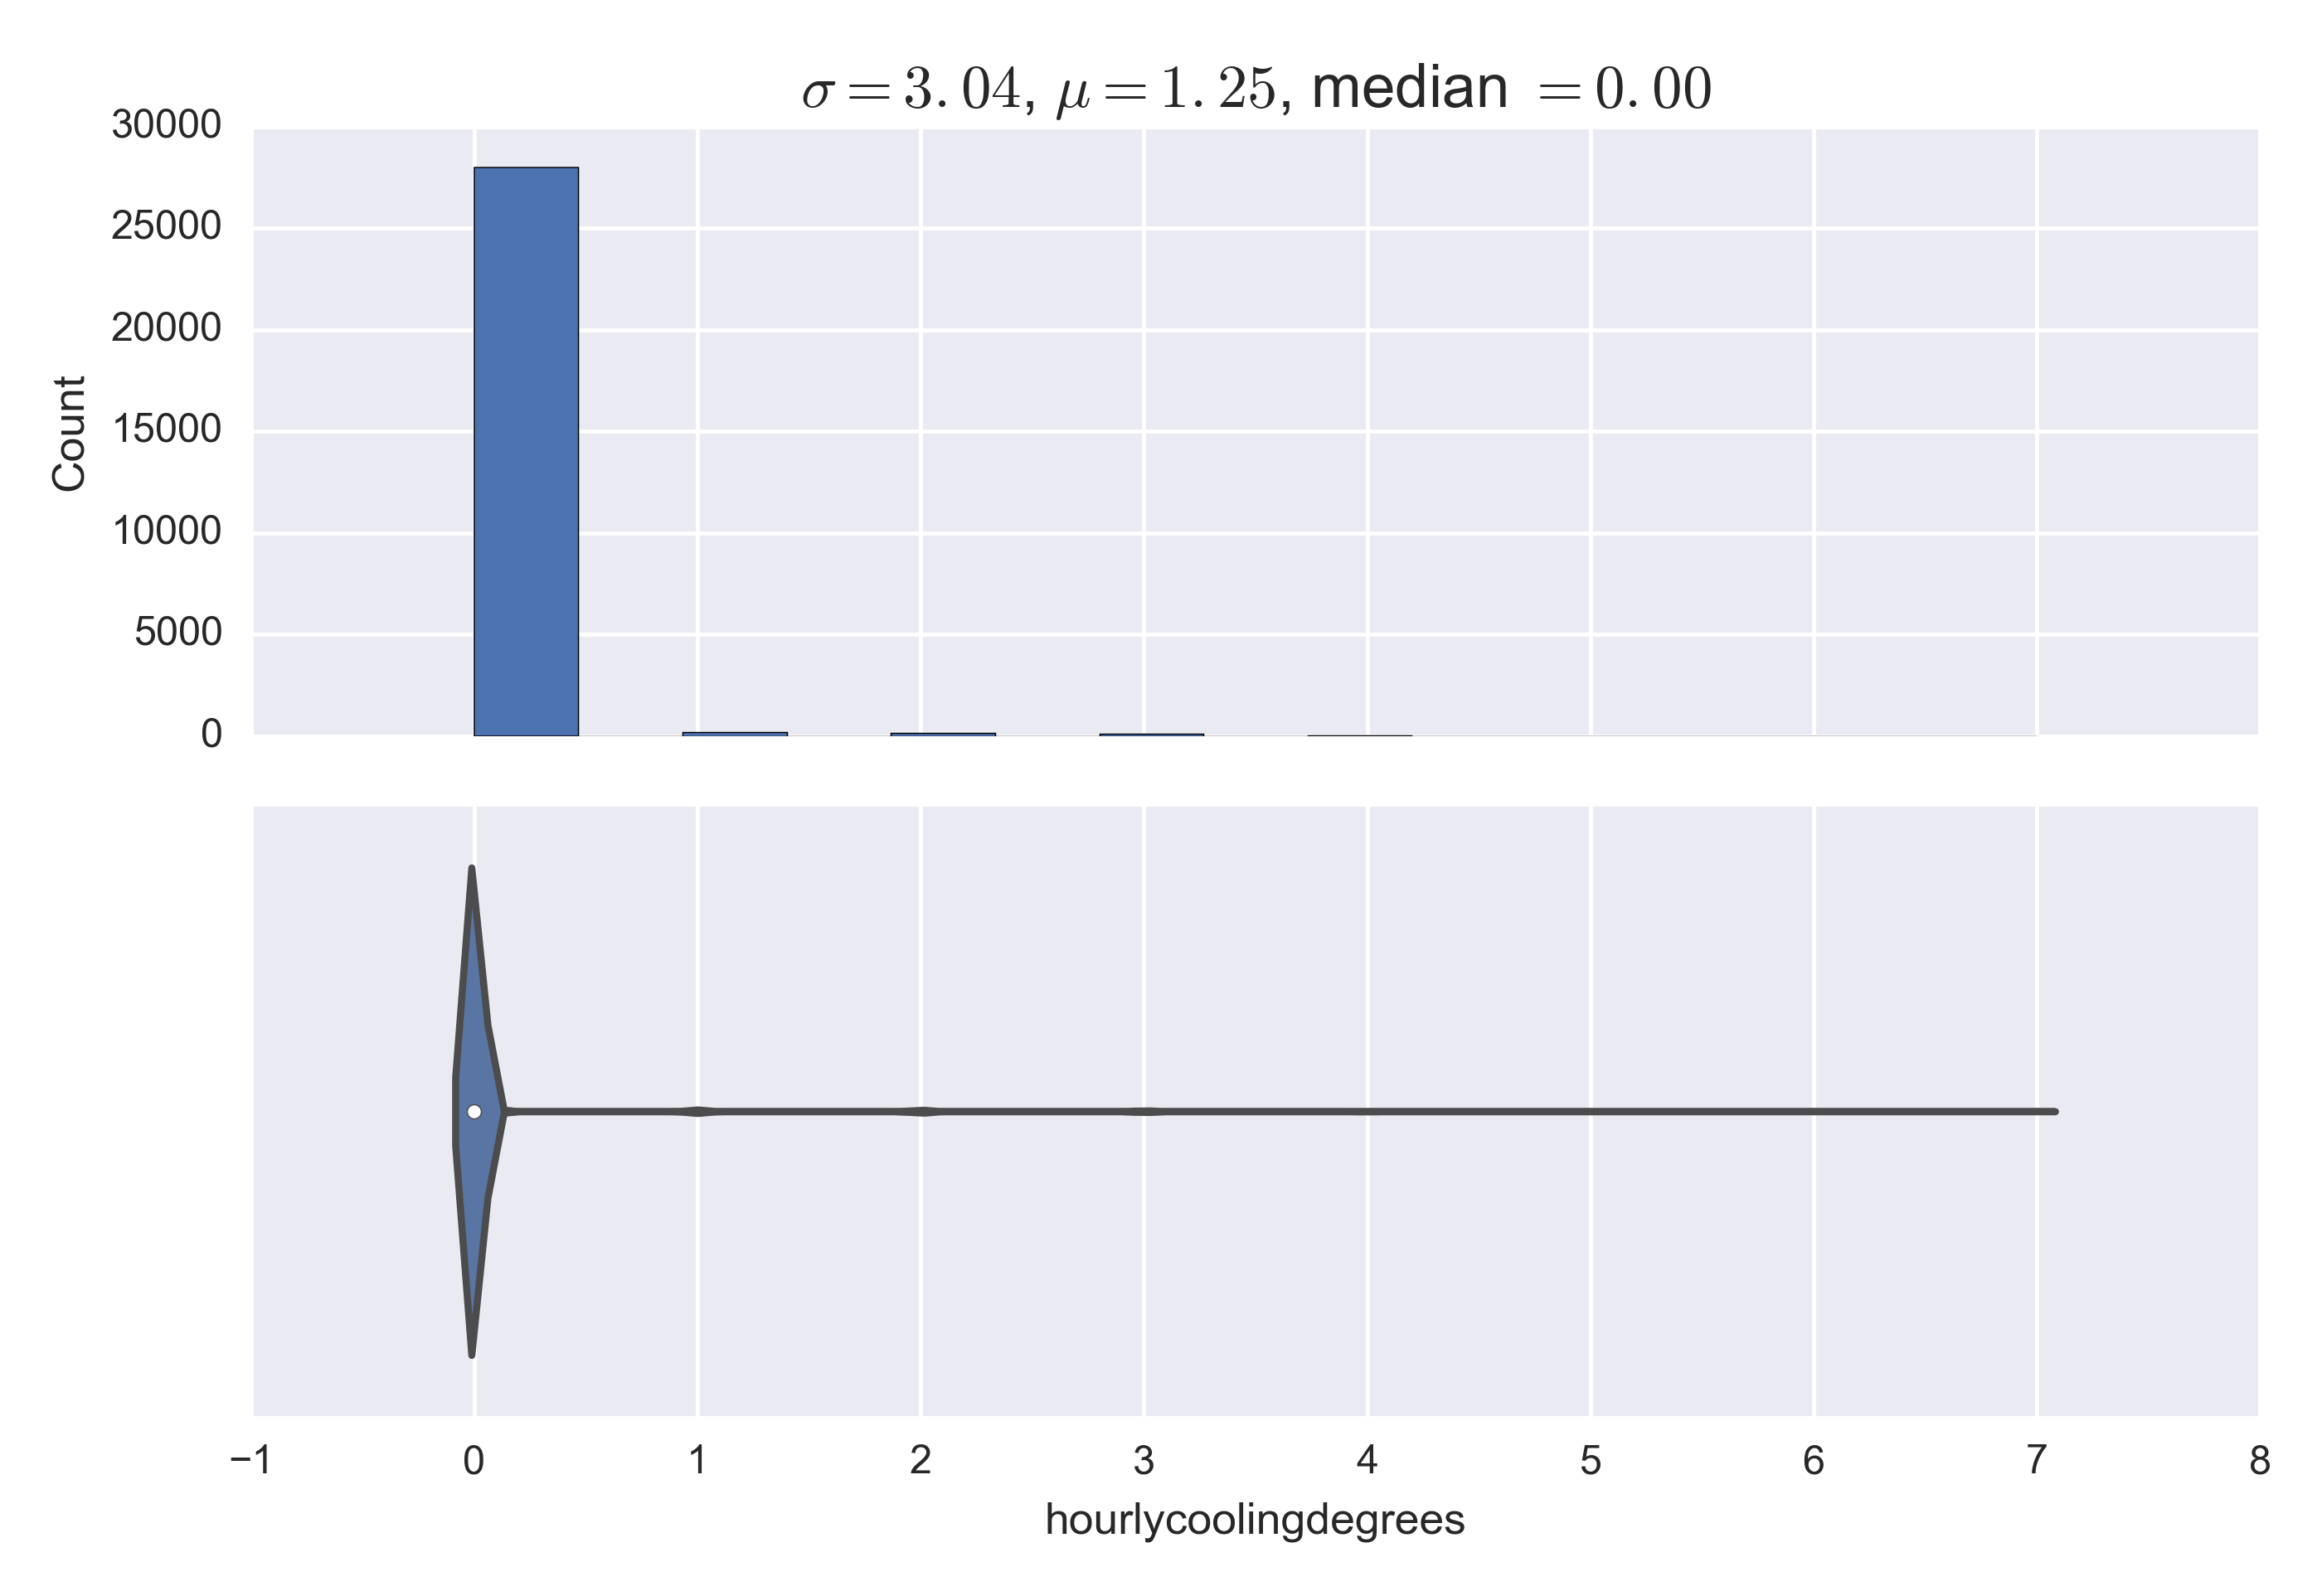 σ = 3.04, μ = 1.25, median = 0.00
30000
25000
20000
15000
10000
5000
0
Count
−1 0 1 2 3 4 5 6 7 8
hourlycoolingdegrees